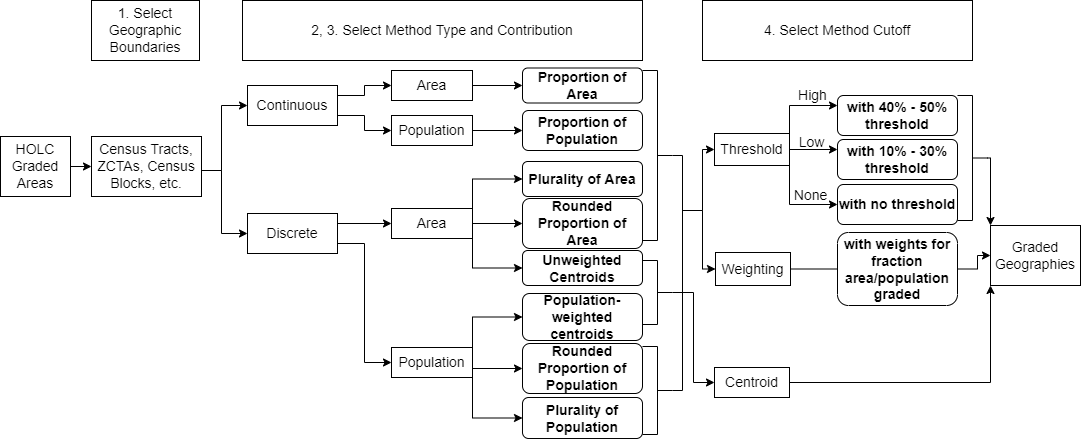 1. Select
Geographic
Boundaries
2, 3. Select Method Type and Contribution
4. Select Method Cutoff
HOLC
Graded
Areas
Census Tracts,
ZCTAs, Census
Blocks, etc.
Continuous
Discrete
Area
Population
Area
Population
Proportion of
Area
Proportion of
Population
Plurality of Area
Rounded
Proportion of
Area
Unweighted
Centroids
Population-
weighted
centroids
Rounded
Proportion of
Population
Plurality of
Population
Threshold
Weighting
Centroid
High
Low
None
with 40% - 50%
threshold
with 10% - 30%
threshold
with no threshold
with weights for
fraction
area/population
graded
Graded
Geographies